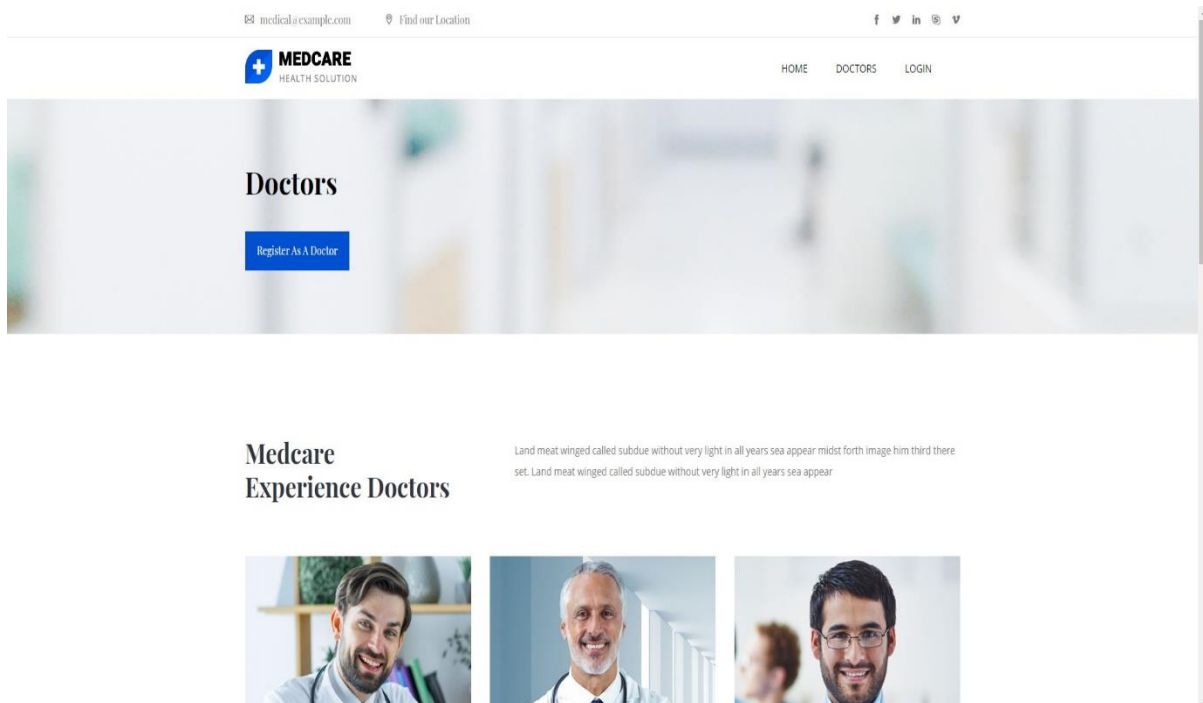 medical@example.com
Find our Location
MEDCARE
HEALTH SOLUTION
HOME
DOCTORS
LOGIN
Doctors
Register As A Doctor
Medcare
Experience Doctors
Land meat winged called subdue without very light in all years sea appear midst forth image him third there
set. Land meat winged called subdue without very light in all years sea appear